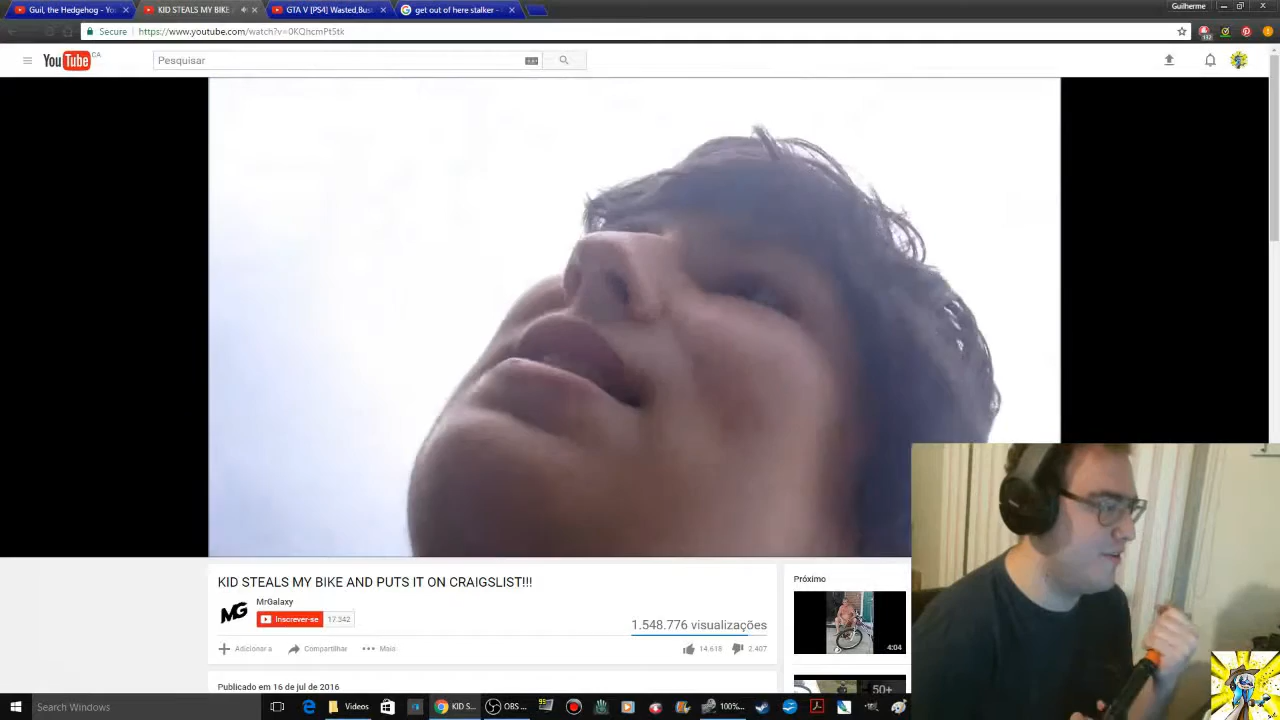 Guil, the Hedgehog - Yo
KID STEALS MY BIKE
GTA V [PS4] Wasted,Bust
get out of here stalker -
Guilherme
Secure
https://www.youtube.com/watch?v=0KQhcmPt5tk
YouTube CA
Pesquisar
KID STEALS MY BIKE AND PUTS IT ON CRAIGSLIST!!!
MG
MrGalaxy
Inscrever-se
17.342
1.548.776 visualizações
Adicionar a
Compartilhar
Mais
14.618
2.407
Publicado em 16 de jul de 2016
Próximo
4:04
50+
Search Windows
Videos
KID S...
OBS ...
100%...